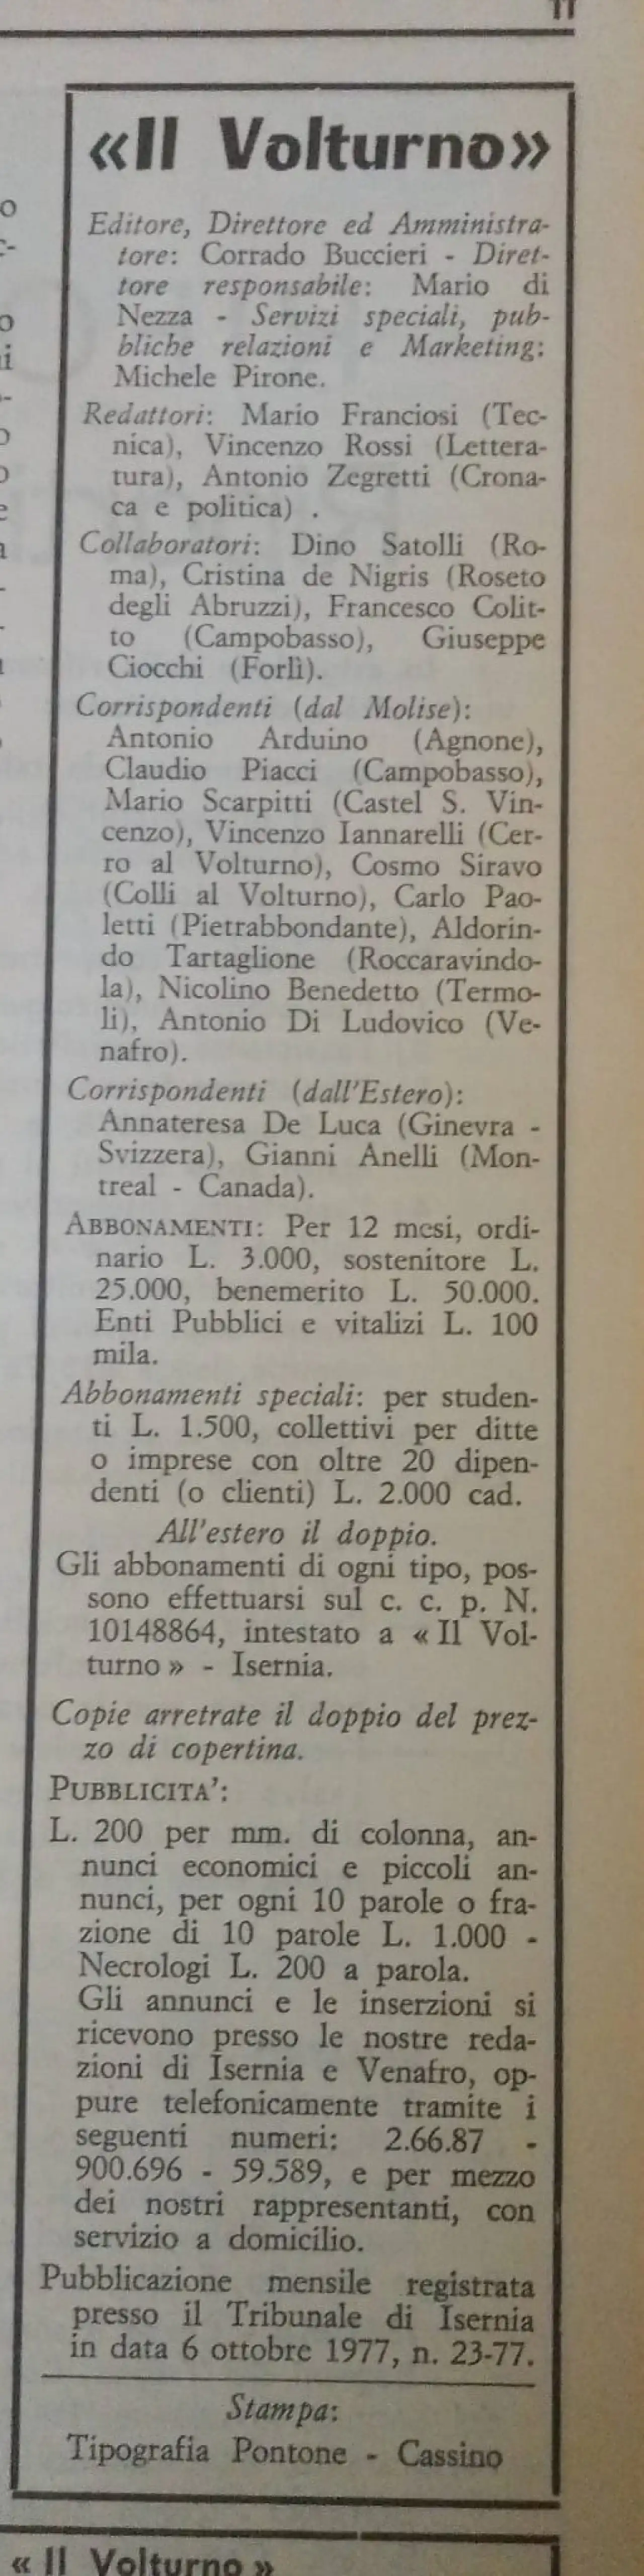 11
«Il Volturno»
Editore, Direttore ed Amministra-
tore: Corrado Buccieri - Diret-
tore responsabile: Mario di
Nezza - Servizi speciali, pub-
bliche relazioni e Marketing:
Michele Pirone.
Redattori: Mario Franciosi (Tec-
nica), Vincenzo Rossi (Lettera-
tura), Antonio Zegretti (Crona-
ca e politica) .
Collaboratori: Dino Satolli (Ro-
ma), Cristina de Nigris (Roseto
degli Abruzzi), Francesco Colit-
to (Campobasso), Giuseppe
Ciocchi (Forlì).
Corrispondenti (dal Molise):
Antonio Arduino (Agnone),
Claudio Piacci (Campobasso),
Mario Scarpitti (Castel S. Vin-
cenzo), Vincenzo Iannarelli (Cer-
ro al Volturno), Cosmo Siravo
(Colli al Volturno), Carlo Pao-
letti (Pietrabbondante), Aldorin-
do Tartaglione (Roccaravindo-
la), Nicolino Benedetto (Termo-
li), Antonio Di Ludovico (Ve-
nafro).
Corrispondenti (dall'Estero):
Annateresa De Luca (Ginevra -
Svizzera), Gianni Anelli (Mon-
treal - Canada).
ABBONAMENTI: Per 12 mesi, ordi-
nario L. 3.000, sostenitore L.
25.000, benemerito L. 50.000.
Enti Pubblici e vitalizi L. 100
mila.
Abbonamenti speciali: per studen-
ti L. 1.500, collettivi per ditte
o imprese con oltre 20 dipen-
denti (o clienti) L. 2.000 cad.
All'estero il doppio.
Gli abbonamenti di ogni tipo, pos-
sono effettuarsi sul c. c. p. N.
10148864, intestato a « Il Vol-
turno » - Isernia.
Copie arretrate il doppio del prez-
zo di copertina.
PUBBLICITA':
L. 200 per mm. di colonna, an-
nunci economici e piccoli an-
nunci, per ogni 10 parole o fra-
zione di 10 parole L. 1.000 -
Necrologi L. 200 a parola.
Gli annunci e le inserzioni si
ricevono presso le nostre reda-
zioni di Isernia e Venafro, op-
pure telefonicamente tramite i
seguenti numeri: 2.66.87 -
900.696 - 59.589, e per mezzo
dei nostri rappresentanti, con
servizio a domicilio.
Pubblicazione mensile registrata
presso il Tribunale di Isernia
in data 6 ottobre 1977, n. 23-77.
Stampa:
Tipografia Pontone - Cassino
« Il Volturno »